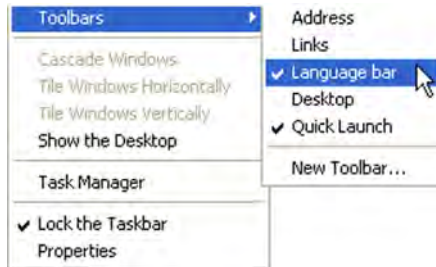 Toolbars
Cascade Windows
Tile Windows Horizontally
Tile Windows Vertically
Show the Desktop
Task Manager
Lock the Taskbar
Properties
Address
Links
Language bar
Desktop
Quick Launch
New Toolbar...